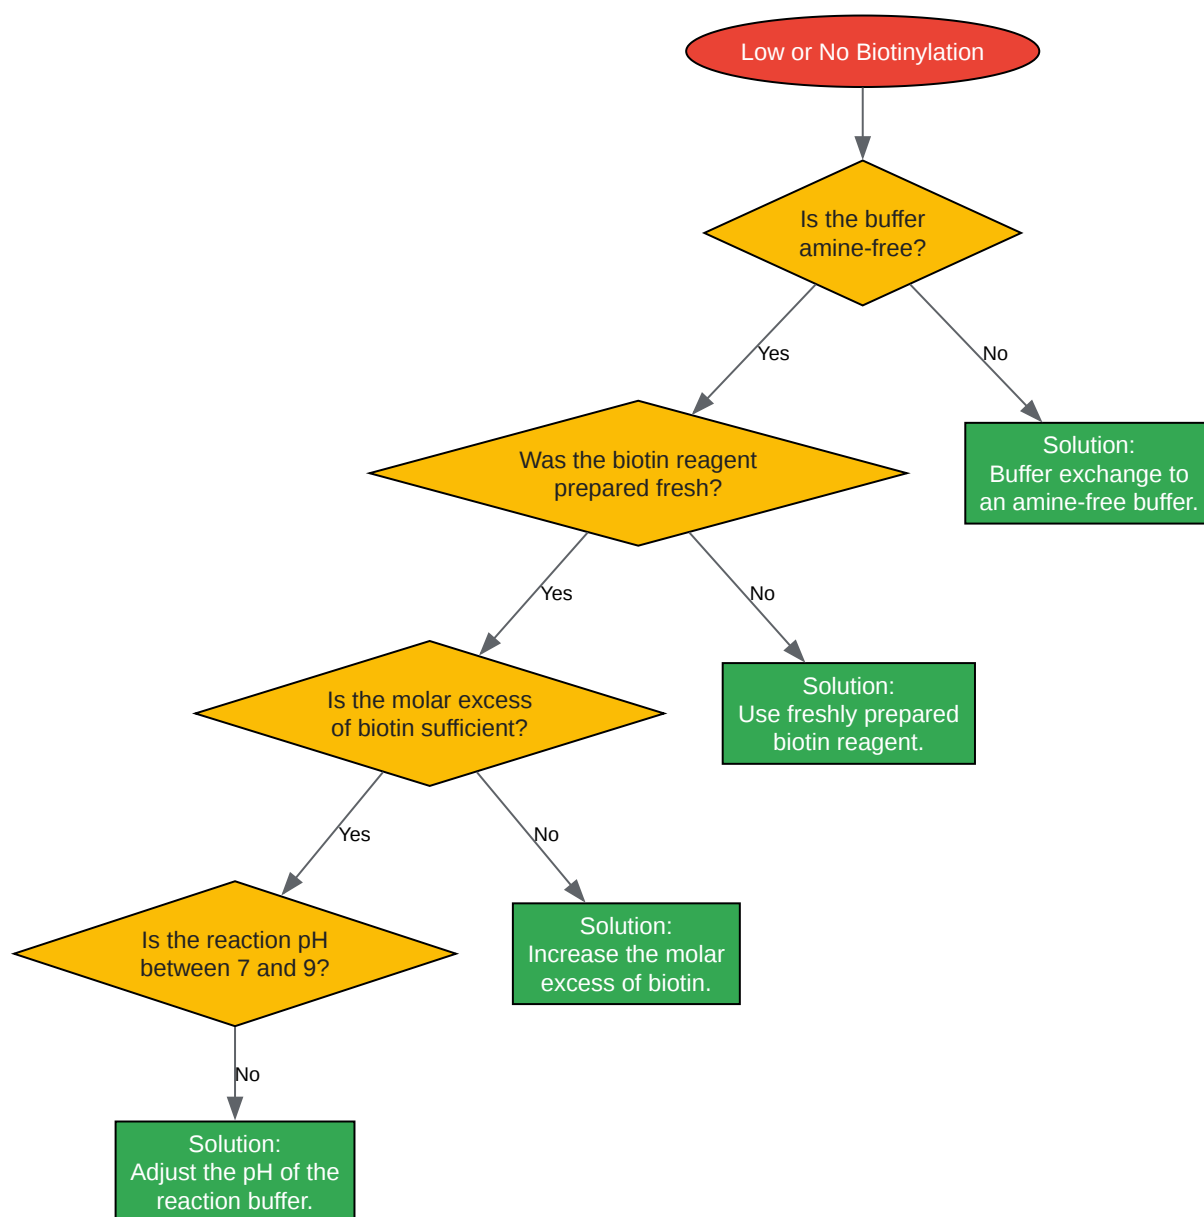 Low or No Biotinylation
Is the buffer
amine-free?
Yes
No
Was the biotin reagent
prepared fresh?
Solution:
Buffer exchange to
an amine-free buffer.
Yes
No
Is the molar excess
of biotin sufficient?
Solution:
Use freshly prepared
biotin reagent.
Yes
No
Is the reaction pH
between 7 and 9?
Solution:
Increase the molar
excess of biotin.
No
Solution:
Adjust the pH of the
reaction buffer.